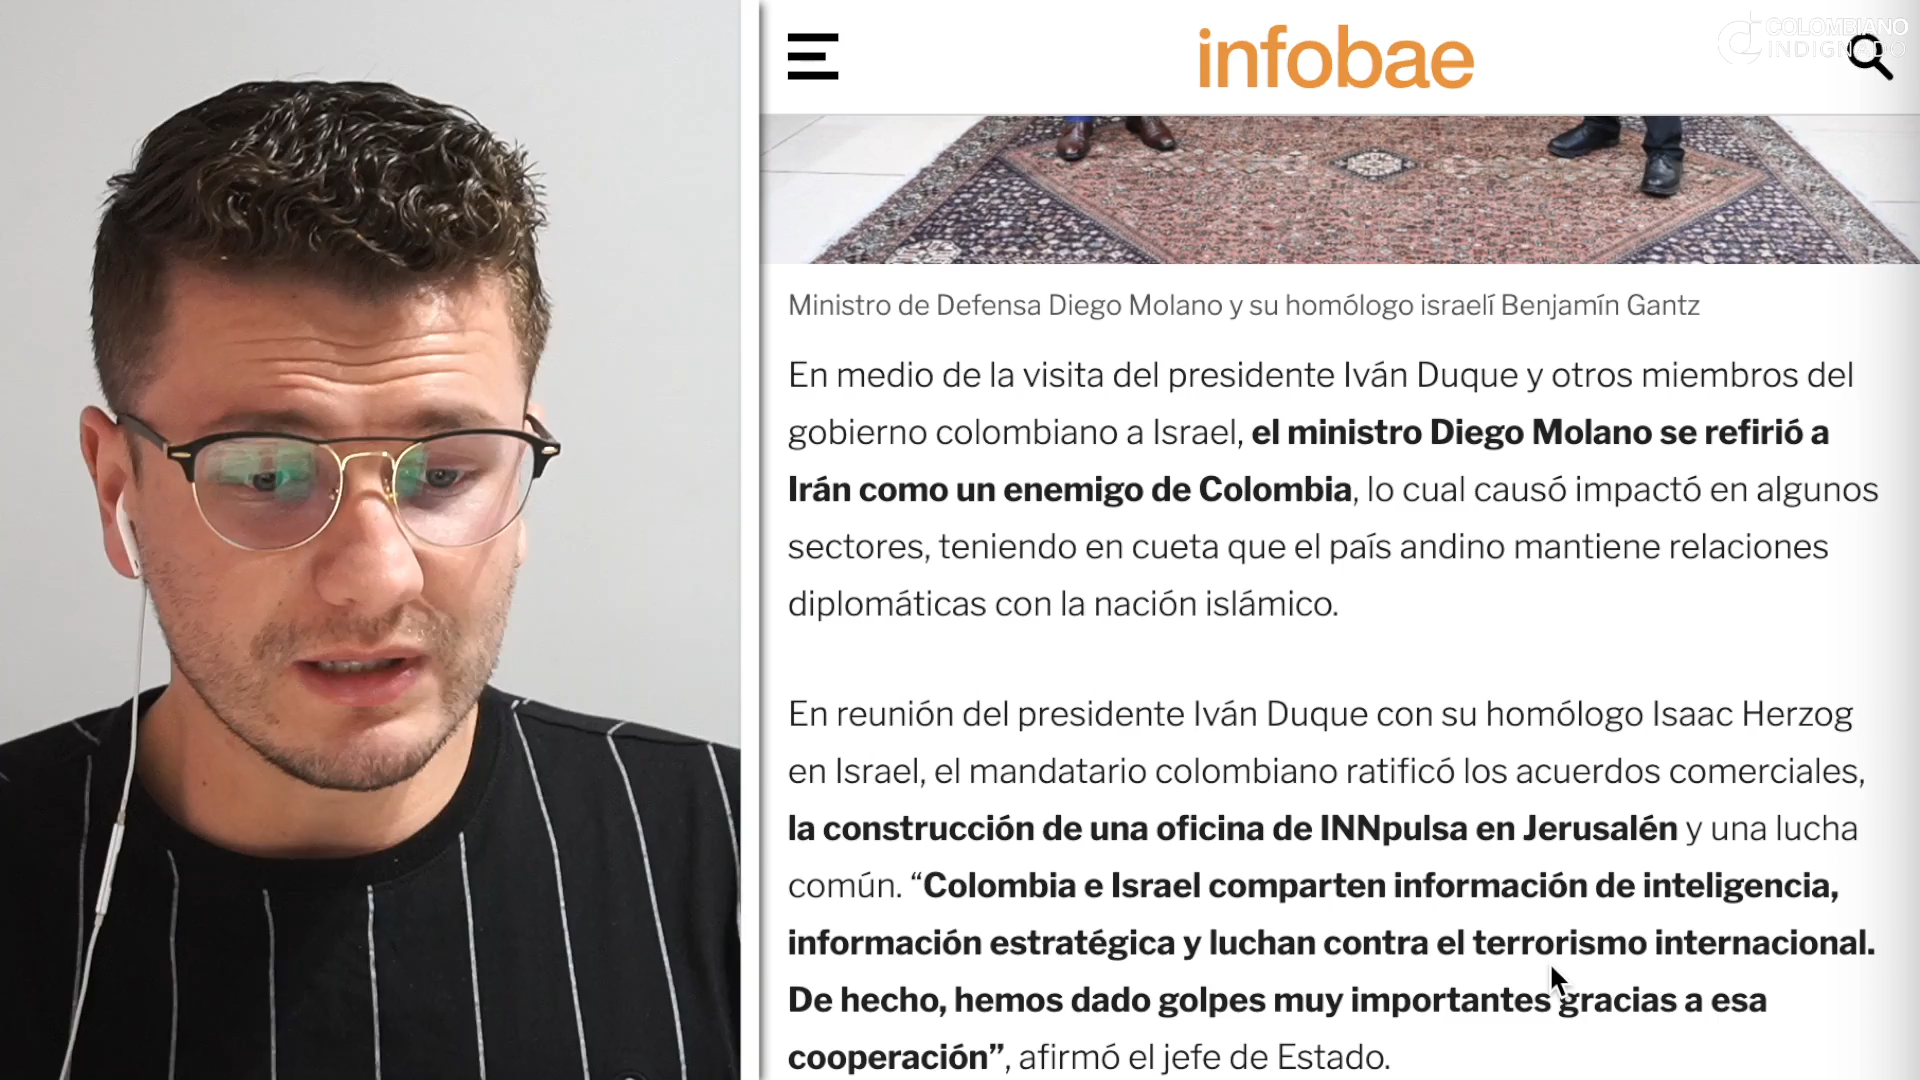 infobae
COLOMBIANO
INDIGNADO
Ministro de Defensa Diego Molano y su homólogo israelí Benjamín Gantz
En medio de la visita del presidente Iván Duque y otros miembros del
gobierno colombiano a Israel, el ministro Diego Molano se refirió a
Irán como un enemigo de Colombia, lo cual causó impactó en algunos
sectores, teniendo en cueta que el país andino mantiene relaciones
diplomáticas con la nación islámico.
En reunión del presidente Iván Duque con su homólogo Isaac Herzog
en Israel, el mandatario colombiano ratificó los acuerdos comerciales,
la construcción de una oficina de INNpulsa en Jerusalén y una lucha
común. “Colombia e Israel comparten información de inteligencia,
información estratégica y luchan contra el terrorismo internacional.
De hecho, hemos dado golpes muy importantes gracias a esa
cooperación”, afirmó el jefe de Estado.